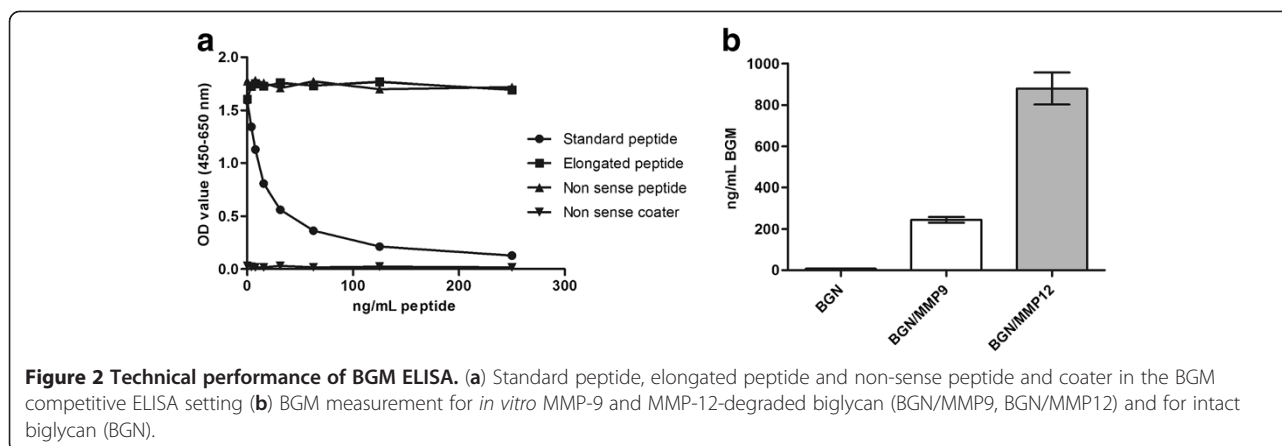 a
2.0
1.5
1.0
0.5
0.0
OD value (450-650 nm)
0
100
200
300
ng/mL peptide
Standard peptide
Elongated peptide
Non sense peptide
Non sense coater
b
1000
800
600
400
200
0
ng/mL BGM
BGN
BGN/MMP9
BGN/MMP12
Figure 2 Technical performance of BGM ELISA. (a) Standard peptide, elongated peptide and non-sense peptide and coater in the BGM
competitive ELISA setting (b) BGM measurement for in vitro MMP-9 and MMP-12-degraded biglycan (BGN/MMP9, BGN/MMP12) and for intact
biglycan (BGN).